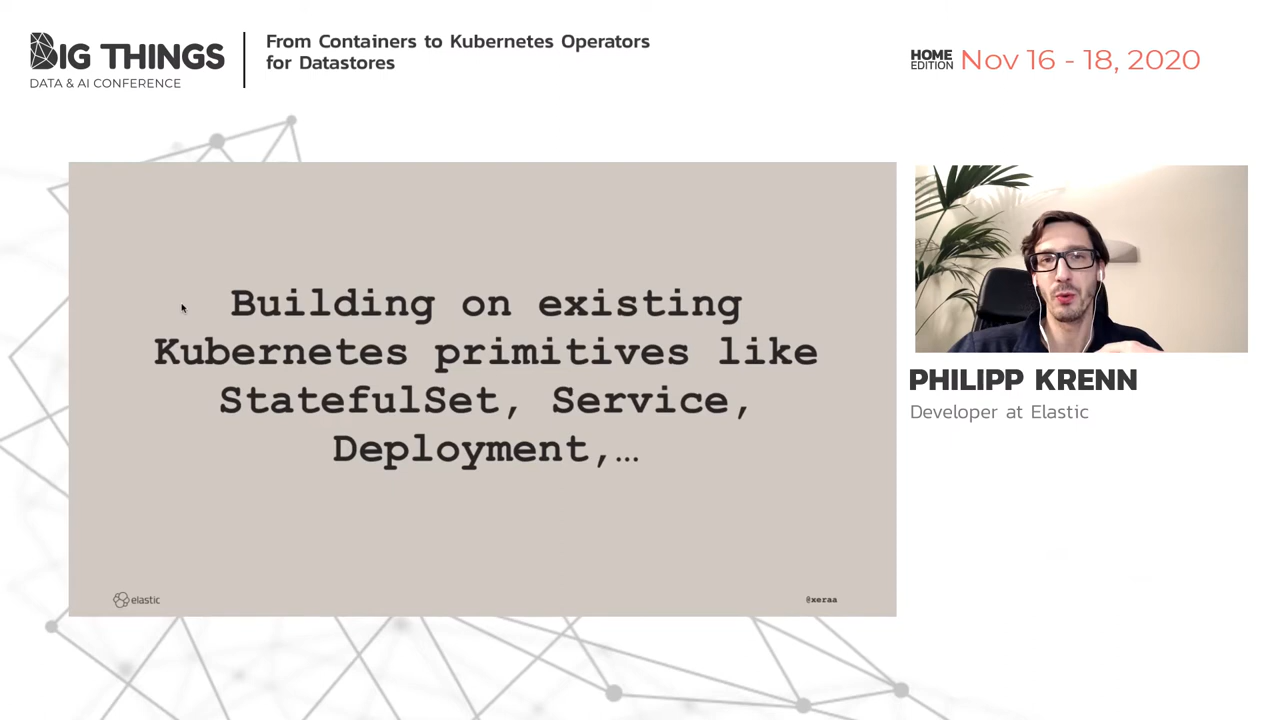 BIG THINGS
DATA & AI CONFERENCE
From Containers to Kubernetes Operators
for Datastores
HOME
EDITION
Nov 16 - 18, 2020
Building on existing
Kubernetes primitives like
StatefulSet, Service,
Deployment,…
elastic
@xeraa
PHILIPP KRENN
Developer at Elastic